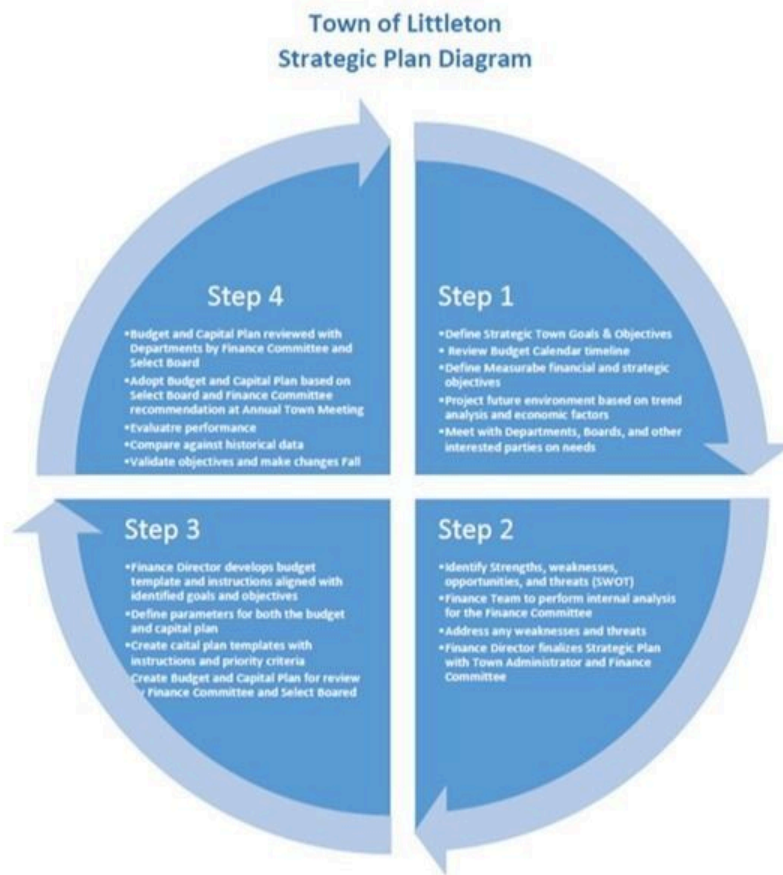 Town of Littleton
Strategic Plan Diagram
Step 1
•Define Strategic Town Goals & Objectives
• Review Budget Calendar timeline
•Define Measurabe financial and strategic
objectives
•Project future environment based on trend
analysis and economic factors
•Meet with Departments, Boards, and other
interested parties on needs
Step 2
•Identify Strengths, weaknesses,
opportunities, and threats (SWOT)
•Finance Team to perform internal analysis
for the Finance Committee
•Address any weaknesses and threats
•Finance Director finalizes Strategic Plan
with Town Administrator and Finance
Committee
Step 3
•Finance Director develops budget
template and instructions aligned with
identified goals and objectives
•Define parameters for both the budget
and capital plan
•Create caital plan templates with
instructions and priority criteria
Create Budget and Capital Plan for review
Finance Committee and Select Boared
Step 4
•Budget and Capital Plan reviewed with
Departments by Finance Committee and
Select Board
•Adopt Budget and Capital Plan based on
Select Board and Finance Committee
recommendation at Annual Town Meeting
•Evaluatre performance
•Compare against historical data
•Validate objectives and make changes Fall